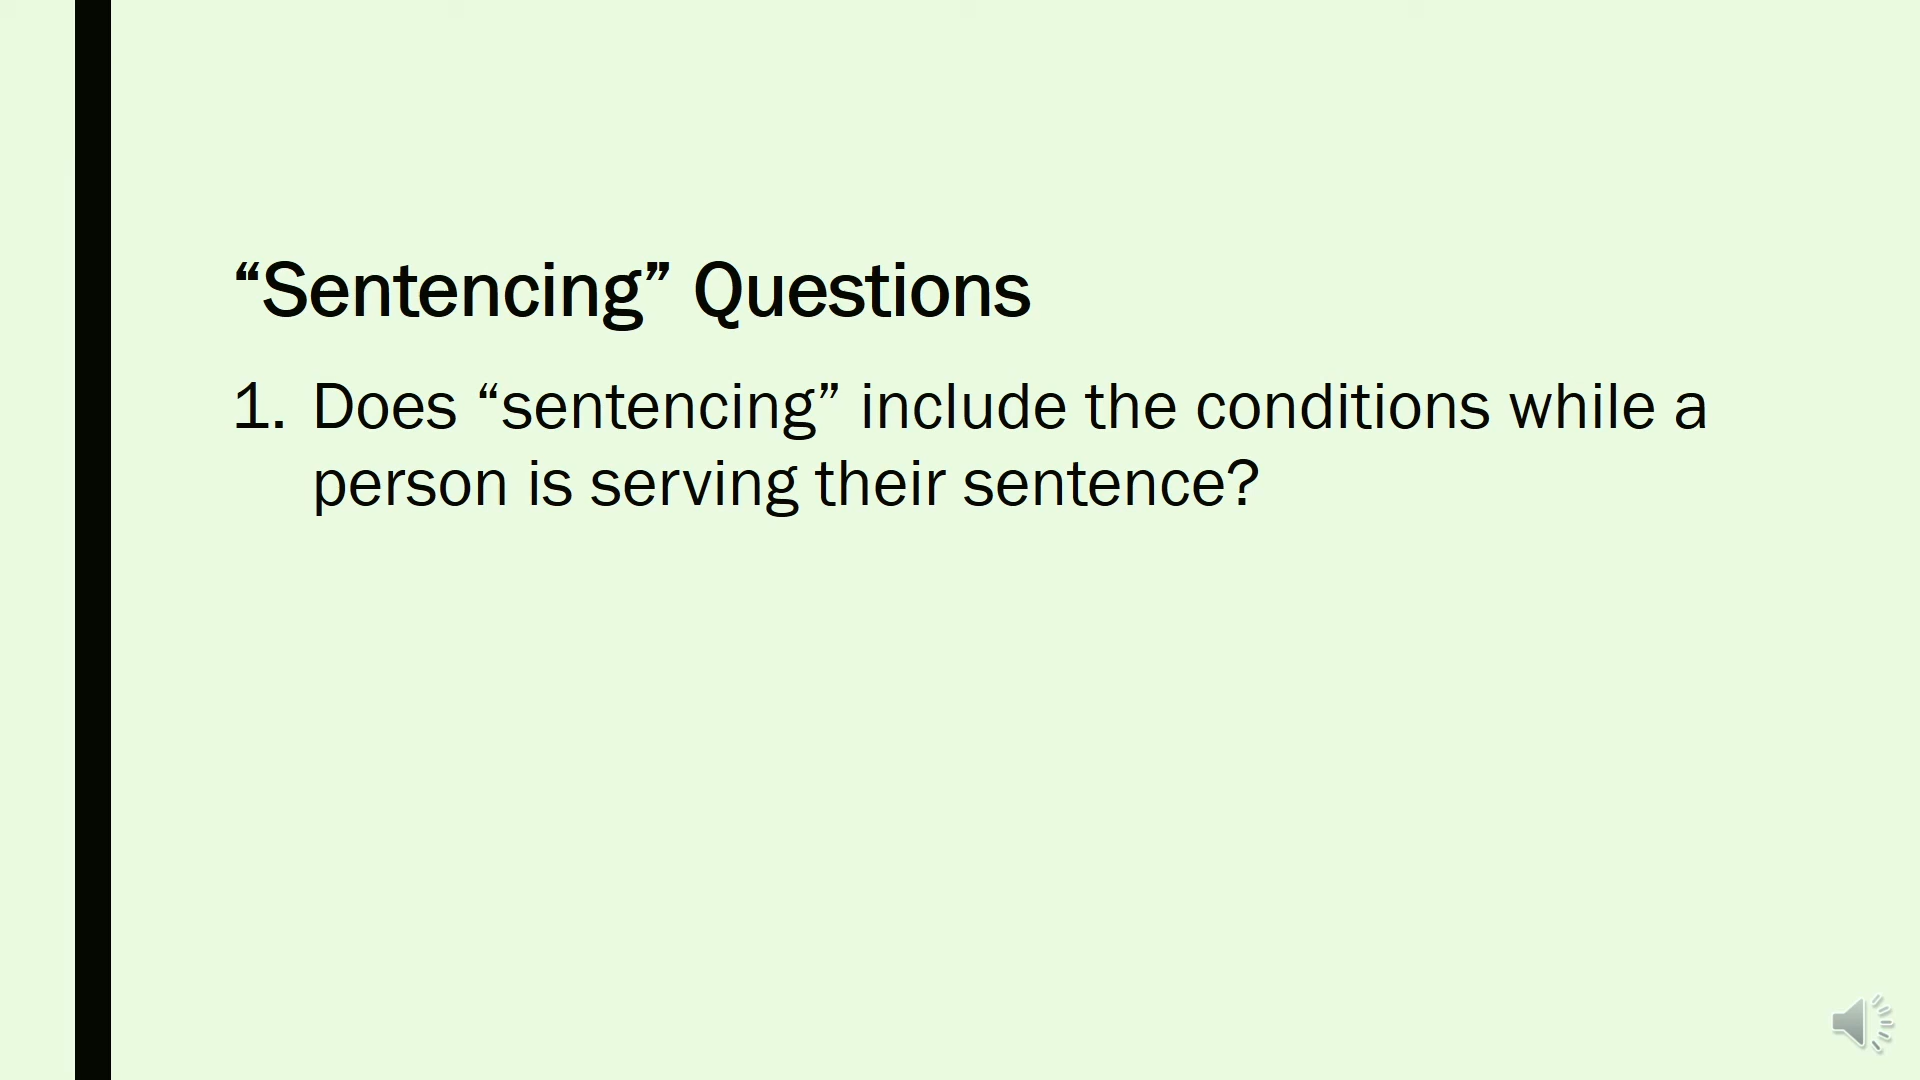 “Sentencing” Questions
1. Does “sentencing” include the conditions while a
person is serving their sentence?